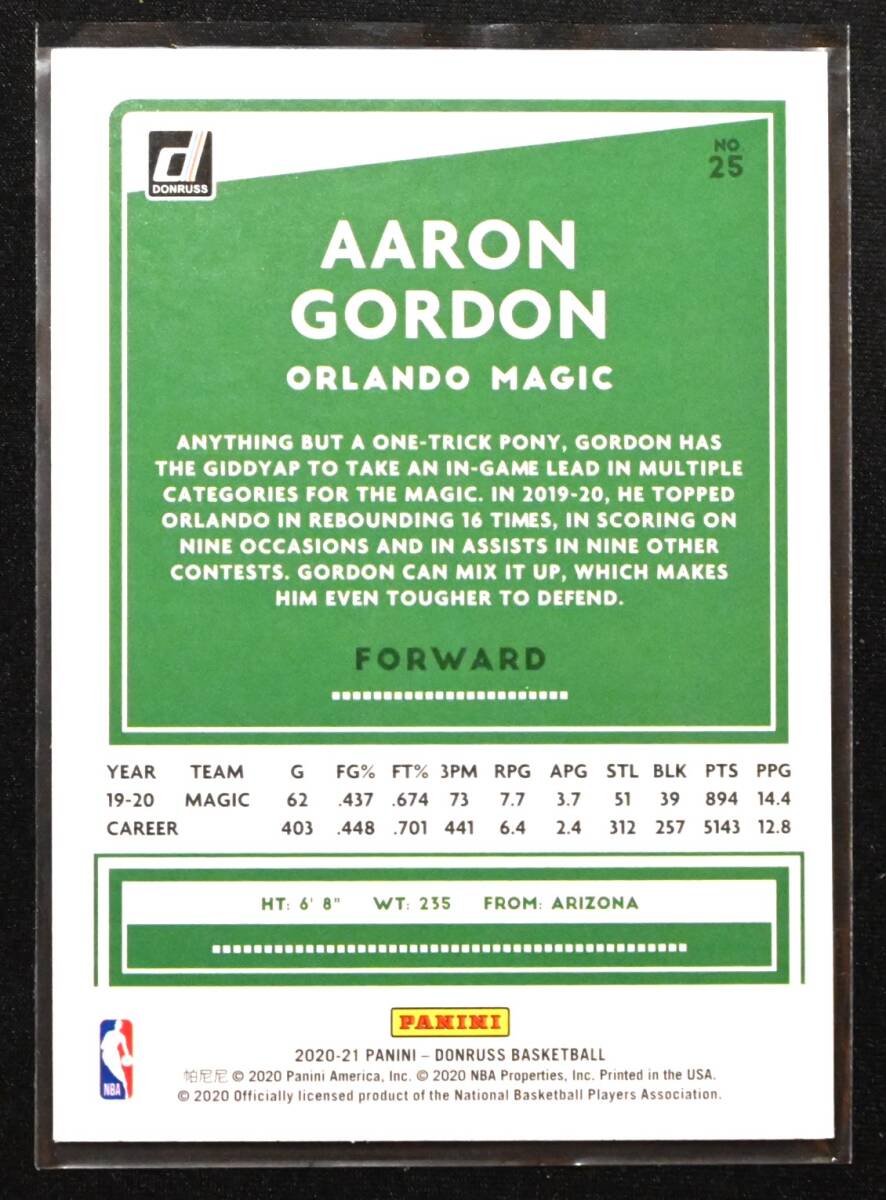 DONRUSS
NO.
25
AARON
GORDON
ORLANDO MAGIC
ANYTHING BUT A ONE-TRICK PONY, GORDON HAS
THE GIDDYAP TO TAKE AN IN-GAME LEAD IN MULTIPLE
CATEGORIES FOR THE MAGIC. IN 2019-20, HE TOPPED
ORLANDO IN REBOUNDING 16 TIMES, IN SCORING ON
NINE OCCASIONS AND IN ASSISTS IN NINE OTHER
CONTESTS. GORDON CAN MIX IT UP, WHICH MAKES
HIM EVEN TOUGHER TO DEFEND.
FORWARD
YEAR TEAM G FG% FT% 3PM RPG APG STL BLK PTS PPG
19-20 MAGIC 62 .437 .674 73 7.7 3.7 51 39 894 14.4
CAREER 403 .448 .701 441 6.4 2.4 312 257 5143 12.8
HT: 6' 8" WT: 235 FROM: ARIZONA
PANINI
2020-21 PANINI – DONRUSS BASKETBALL
帕尼尼 © 2020 Panini America, Inc. © 2020 NBA Properties, Inc. Printed in the USA.
© 2020 Officially licensed product of the National Basketball Players Association.
NBA